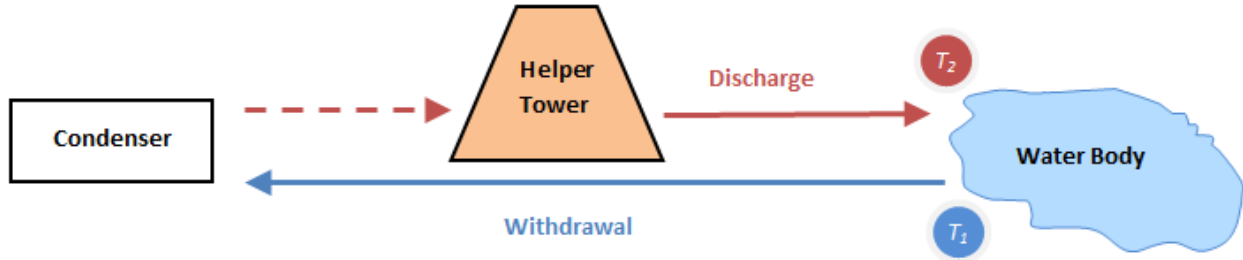 Helper
Tower
Discharge
T2
Condenser
Water Body
Withdrawal
T1